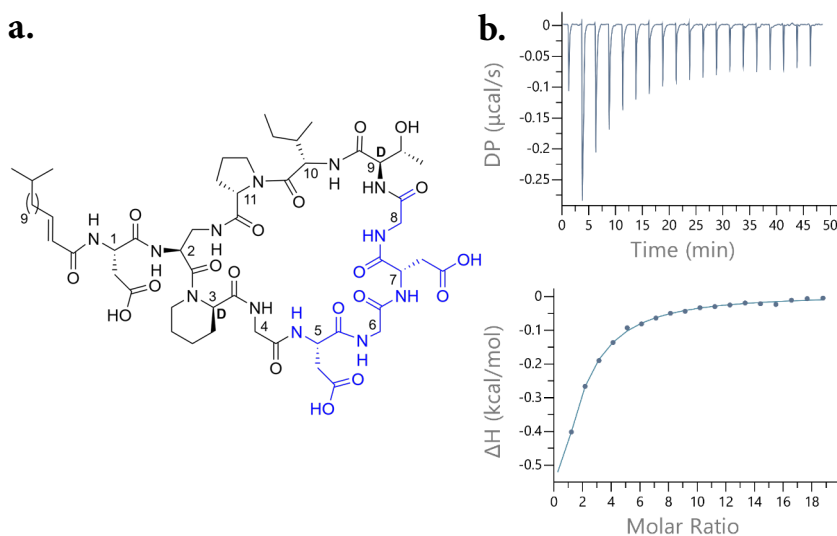 a.
O
OH
D
9
N
H
10
NH
O
N
11
O
O
8
HN
9
H
N
1
O
O
N
H
2
N
H
O
O
7
OH
O
NH
O
OH
O
O
N
3
D
O
H
N
4
O
H
N
5
O
N
H
6
O
O
OH
b.
DP (µcal/s)
0
-0.05
-0.1
-0.15
-0.2
-0.25
0 5 10 15 20 25 30 35 40 45 50
Time (min)
ΔH (kcal/mol)
0
-0.1
-0.2
-0.3
-0.4
-0.5
0 2 4 6 8 10 12 14 16 18
Molar Ratio